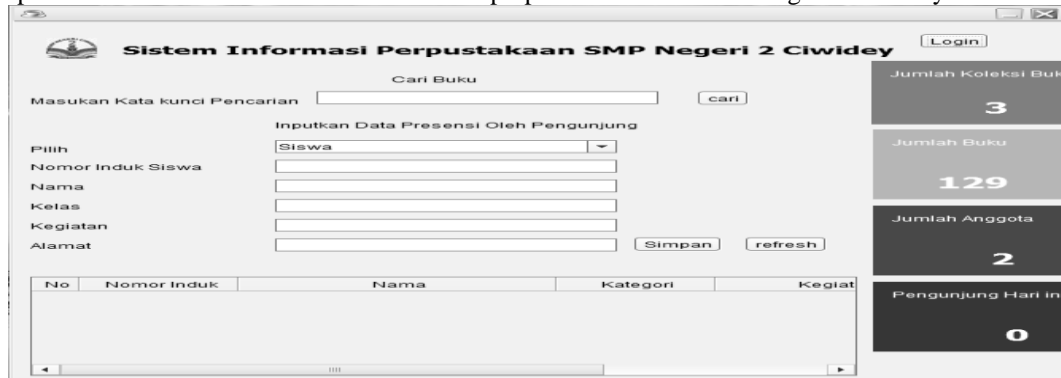 Sistem Informasi Perpustakaan SMP Negeri 2 Ciwidey
Login
Cari Buku
Masukan Kata kunci Pencarian
cari
Inputkan Data Presensi Oleh Pengunjung
Pilih
Siswa
Nomor Induk Siswa
Nama
Kelas
Kegiatan
Alamat
Simpan
refresh
No Nomor Induk Nama Kategori Kegiat
Jumlah Koleksi Buk
3
Jumlah Buku
129
Jumlah Anggota
2
Pengunjung Hari in
0